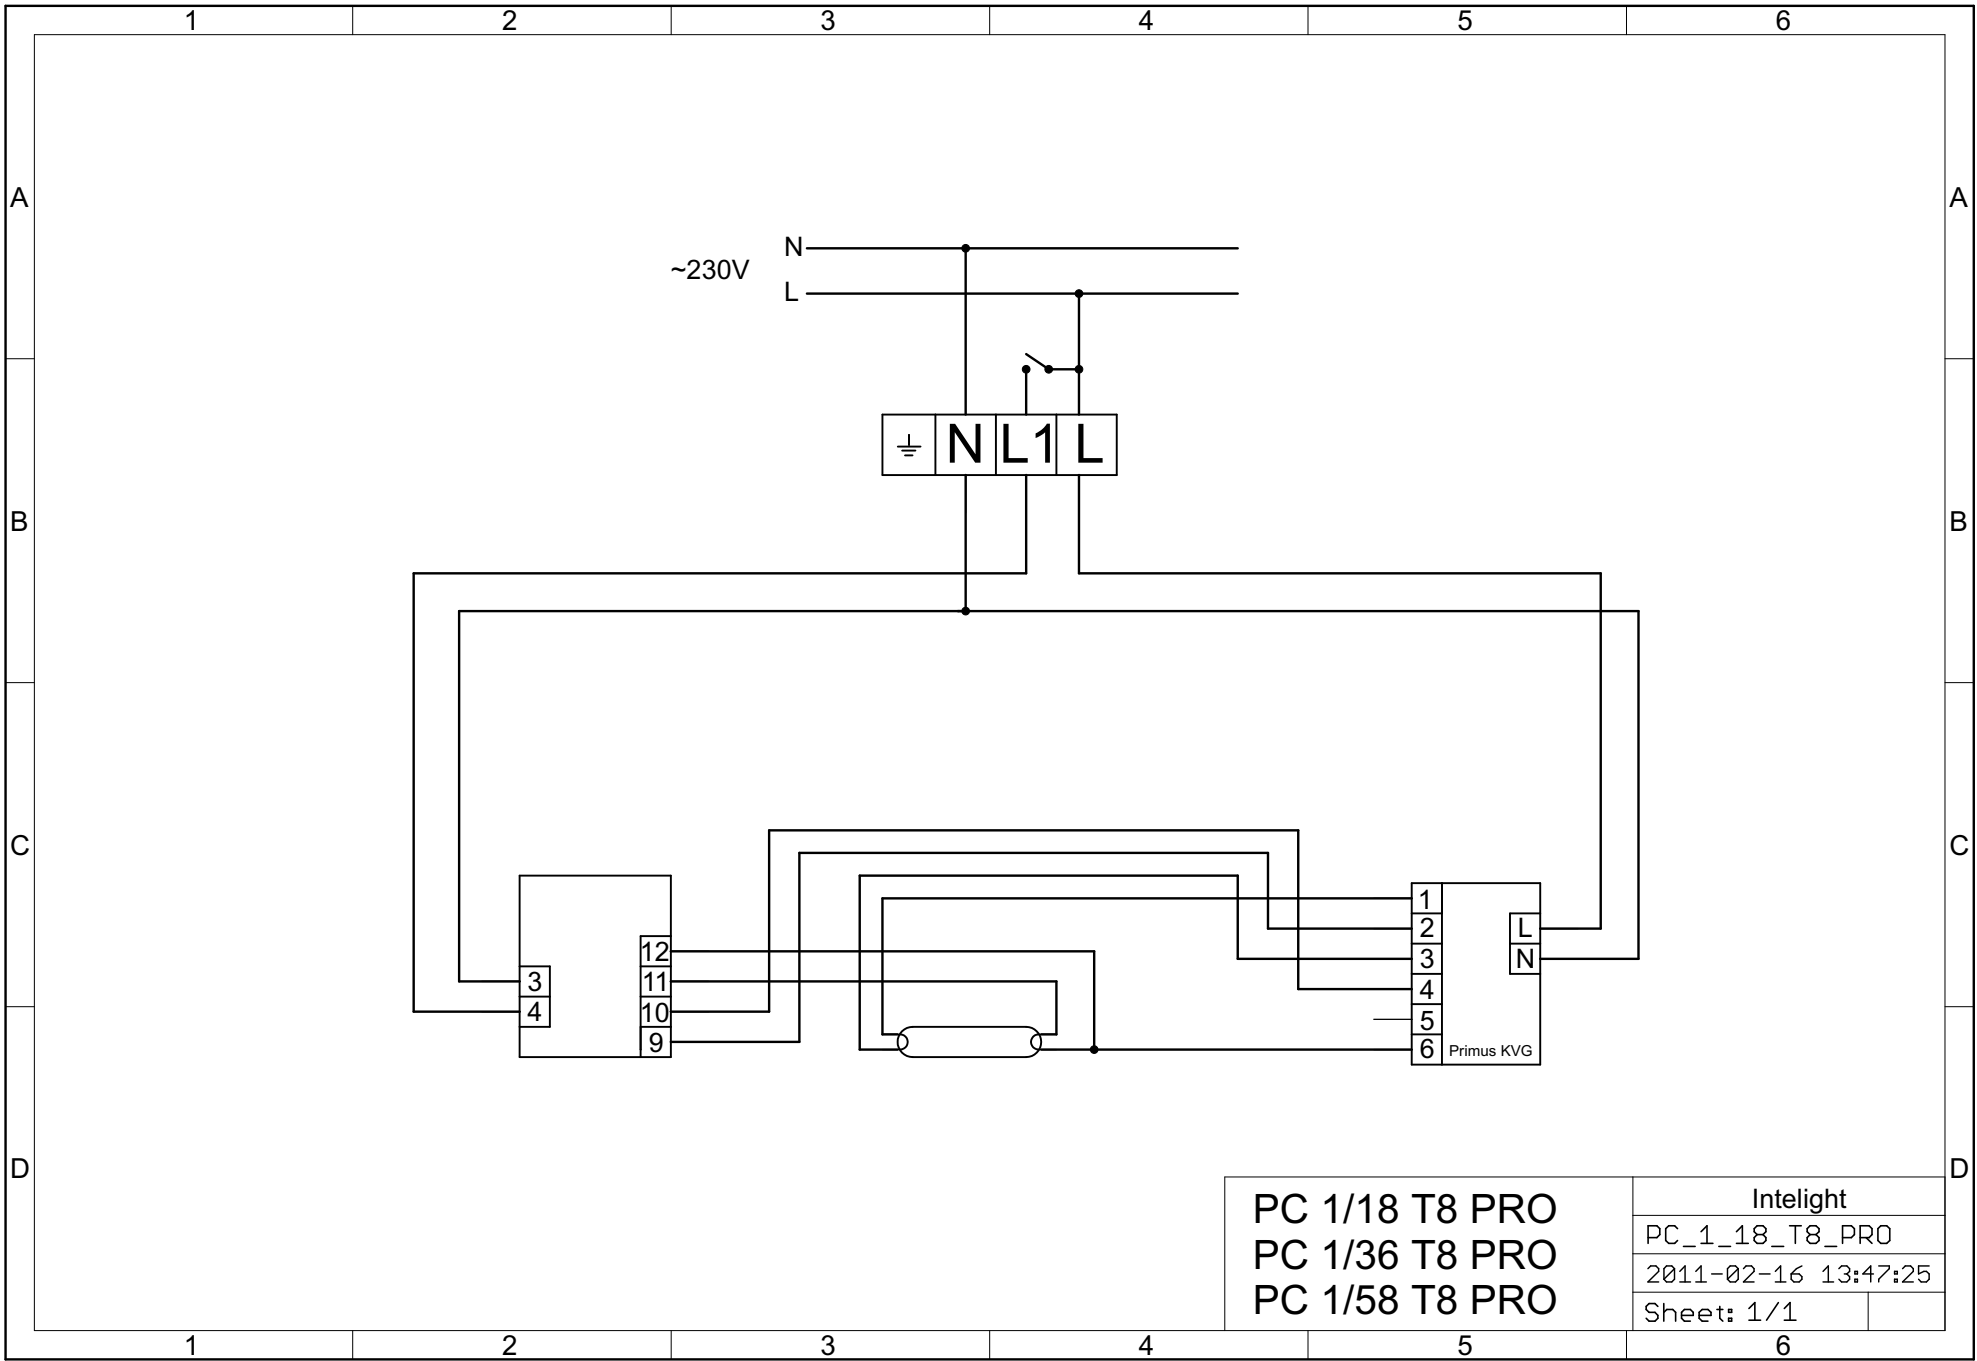 1 2 3 4 5 6
A A
N
~230V
L
N L1 L
B B
C C
1
2 L
12 3 N
3 11 4
4 10 5
9 6 Primus KVG
D D
PC 1/18 T8 PRO
PC 1/36 T8 PRO
PC 1/58 T8 PRO
Intelight
PC_1_18_T8_PRO
2011-02-16 13:47:25
Sheet: 1/1
1 2 3 4 5 6